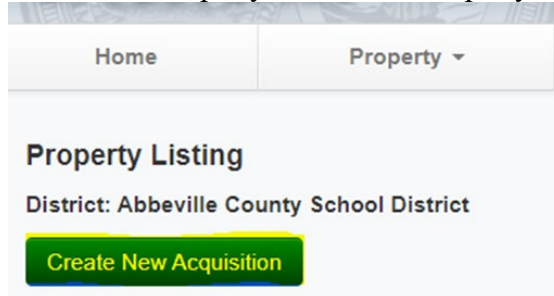 Home
Property
Property Listing
District: Abbeville County School District
Create New Acquisition